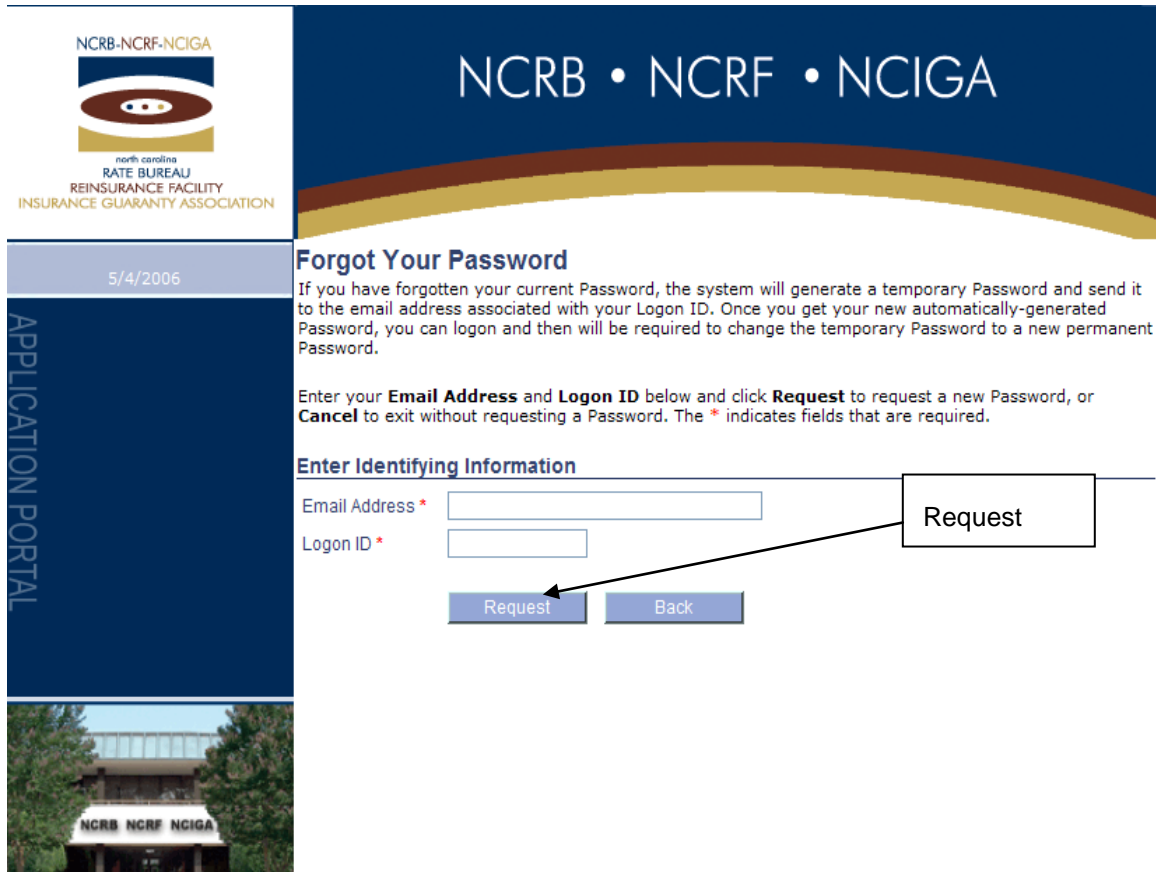 NCRB-NCRF-NCIGA
north carolina
RATE BUREAU
REINSURANCE FACILITY
INSURANCE GUARANTY ASSOCIATION
NCRB • NCRF • NCIGA
5/4/2006
APPLICATION PORTAL
Forgot Your Password
If you have forgotten your current Password, the system will generate a temporary Password and send it
to the email address associated with your Logon ID. Once you get your new automatically-generated
Password, you can logon and then will be required to change the temporary Password to a new permanent
Password.
Enter your Email Address and Logon ID below and click Request to request a new Password, or
Cancel to exit without requesting a Password. The * indicates fields that are required.
Enter Identifying Information
Email Address *
Logon ID *
Request
Request Back
NCRB NCRF NCIGA